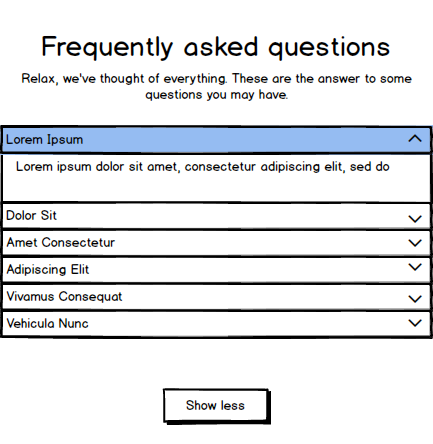 Frequently asked questions
Relax, we've thought of everything. These are the answer to some
questions you may have.
Lorem Ipsum
Lorem ipsum dolor sit amet, consectetur adipiscing elit, sed do
Dolor Sit
Amet Consectetur
Adipiscing Elit
Vivamus Consequat
Vehicula Nunc
Show less